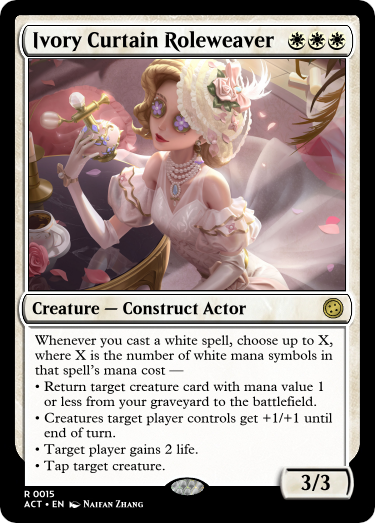 Ivory Curtain Roleweaver
Creature — Construct Actor
Whenever you cast a white spell, choose up to X,
where X is the number of white mana symbols in
that spell's mana cost —
• Return target creature card with mana value 1
or less from your graveyard to the battlefield.
• Creatures target player controls get +1/+1 until
end of turn.
• Target player gains 2 life.
• Tap target creature.
3/3
R 0015
ACT • EN Naifan Zhang